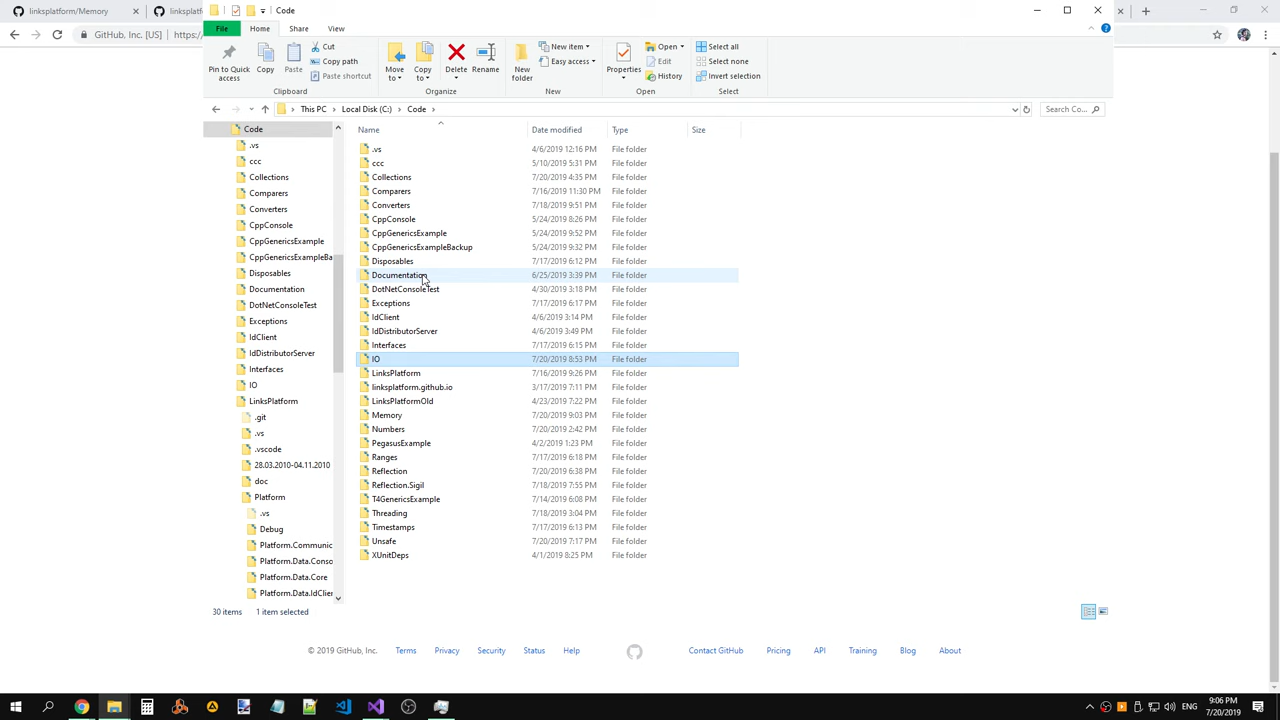 linksplatform/Memory
linkspl
Code
GitHub, Inc. [US]
https://
File
Home
Share
View
Pin to Quick access
Copy
Paste
Cut
Copy path
Paste shortcut
Clipboard
Move to
Copy to
Delete
Rename
Organize
New folder
New item
Easy access
New
Properties
Open
Edit
History
Open
Select all
Select none
Invert selection
Select
This PC
Local Disk (C:)
Code
Search Co...
Code
.vs
ccc
Collections
Comparers
Converters
CppConsole
CppGenericsExample
CppGenericsExampleBa
Disposables
Documentation
DotNetConsoleTest
Exceptions
IdClient
IdDistributorServer
Interfaces
IO
LinksPlatform
.git
.vs
.vscode
28.03.2010-04.11.2010
doc
Platform
.vs
Debug
Platform.Communic
Platform.Data.Conso
Platform.Data.Core
Platform.Data.IdClien
Name Date modified Type Size
.vs 4/6/2019 12:16 PM File folder
ccc 5/10/2019 5:31 PM File folder
Collections 7/20/2019 4:35 PM File folder
Comparers 7/16/2019 11:30 PM File folder
Converters 7/18/2019 9:51 PM File folder
CppConsole 5/24/2019 8:26 PM File folder
CppGenericsExample 5/24/2019 9:52 PM File folder
CppGenericsExampleBackup 5/24/2019 9:32 PM File folder
Disposables 7/17/2019 6:12 PM File folder
Documentation 6/25/2019 3:39 PM File folder
DotNetConsoleTest 4/30/2019 3:18 PM File folder
Exceptions 7/17/2019 6:17 PM File folder
IdClient 4/6/2019 3:14 PM File folder
IdDistributorServer 4/6/2019 3:49 PM File folder
Interfaces 7/17/2019 6:15 PM File folder
IO 7/20/2019 8:53 PM File folder
LinksPlatform 7/16/2019 9:26 PM File folder
linksplatform.github.io 3/17/2019 7:11 PM File folder
LinksPlatformOld 4/23/2019 7:22 PM File folder
Memory 7/20/2019 9:03 PM File folder
Numbers 7/20/2019 2:42 PM File folder
PegasusExample 4/2/2019 1:23 PM File folder
Ranges 7/17/2019 6:18 PM File folder
Reflection 7/20/2019 6:38 PM File folder
Reflection.Sigil 7/18/2019 7:55 PM File folder
T4GenericsExample 7/14/2019 6:08 PM File folder
Threading 7/18/2019 3:04 PM File folder
Timestamps 7/17/2019 6:13 PM File folder
Unsafe 7/20/2019 7:17 PM File folder
XUnitDeps 4/1/2019 8:25 PM File folder
30 items 1 item selected
© 2019 GitHub, Inc. Terms Privacy Security Status Help Contact GitHub Pricing API Training Blog About
ENG
9:06 PM
7/20/2019